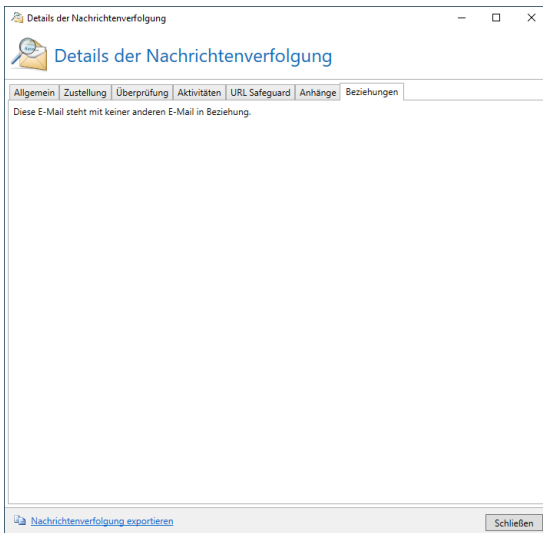 Details der Nachrichtenverfolgung
Details der Nachrichtenverfolgung
Allgemein Zustellung Überprüfung Aktivitäten URL Safeguard Anhänge Beziehungen
Diese E-Mail steht mit keiner anderen E-Mail in Beziehung.
Nachrichtenverfolgung exportieren
Schließen